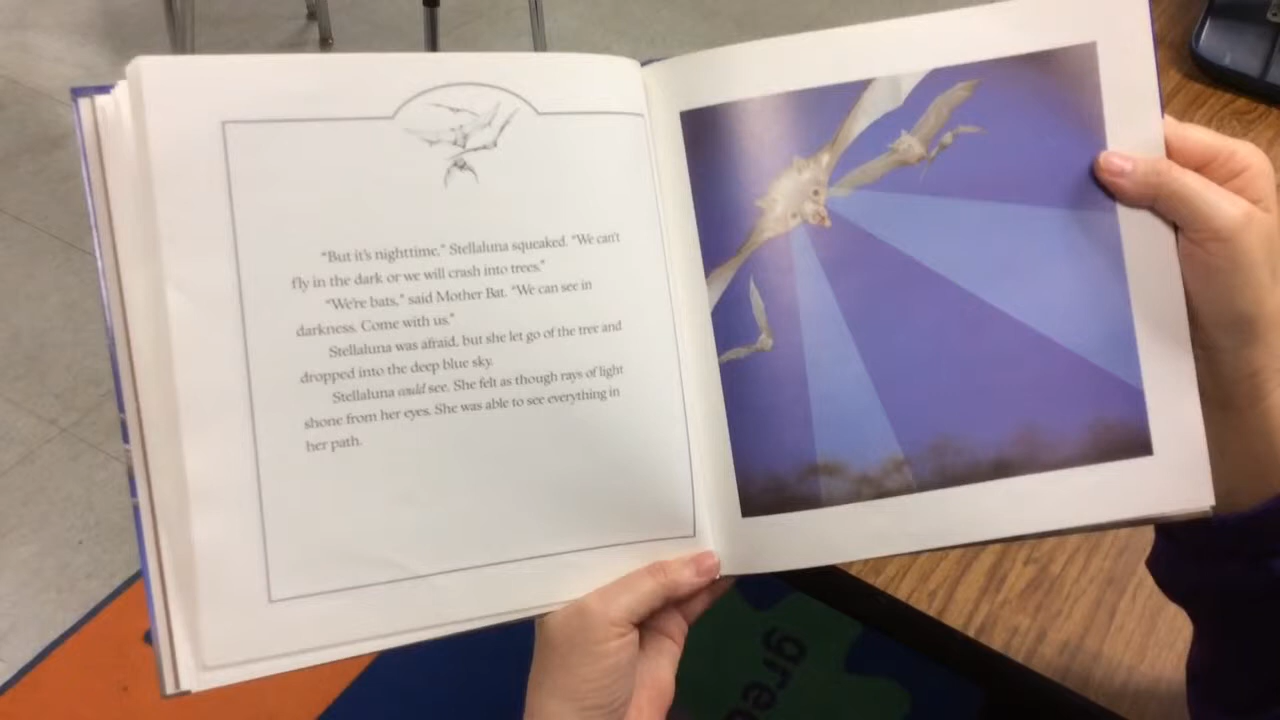 "But it's nighttime," Stellaluna squeaked. "We can't
fly in the dark or we will crash into trees."
"We're bats," said Mother Bat. "We can see in
darkness. Come with us."
Stellaluna was afraid, but she let go of the tree and
dropped into the deep blue sky.
Stellaluna could see. She felt as though rays of light
shone from her eyes. She was able to see everything in
her path.